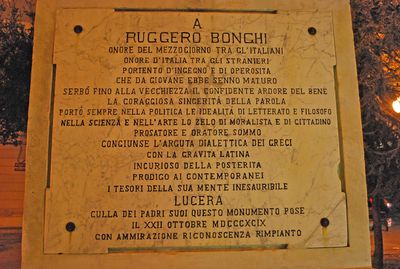 A
RUGGERO BONGHI
ONORE DEL MEZZOGIORNO TRA GL'ITALIANI
ONORE D'ITALIA TRA GLI STRANIERI
PORTENTO D'INGEGNO E DI OPEROSITA
CHE DA GIOVANE EBBE SENNO MATURO
SERBÒ FINO ALLA VECCHIEZZA IL CONFIDENTE ARDORE DEL BENE
LA CORAGGIOSA SINCERITÀ DELLA PAROLA
PORTÒ SEMPRE NELLA POLITICA LE IDEALITÀ DI LETTERATO E FILOSOFO
NELLA SCIENZA E NELL'ARTE LO ZELO DI MORALISTA E DI CITTADINO
PROSATORE E ORATORE SOMMO
CONGIUNSE L'ARGUTA DIALETTICA DEI GRECI
CON LA GRAVITÀ LATINA
INCURIOSO DELLA POSTERITA
PRODIGO AI CONTEMPORANEI
I TESORI DELLA SUA MENTE INESAURIBILE
LUCERA
CULLA DEI PADRI SUOI QUESTO MONUMENTO POSE
IL XXII OTTOBRE MDCCCXCIX
CON AMMIRAZIONE RICONOSCENZA RIMPIANTO